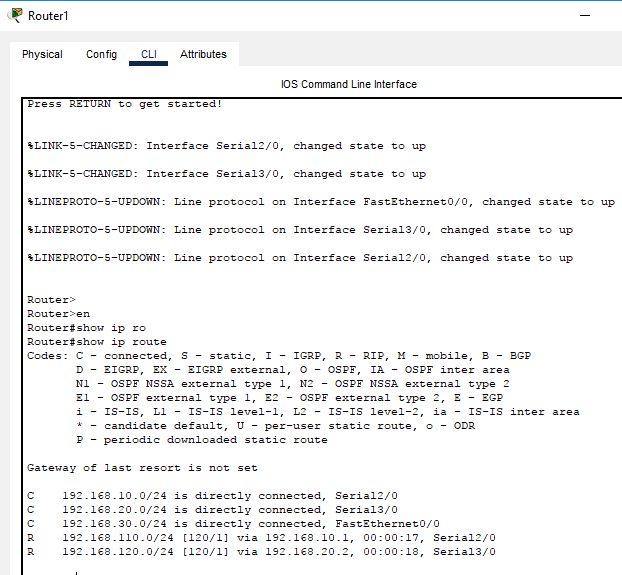 Router1
Physical Config CLI Attributes
IOS Command Line Interface
Press RETURN to get started!
%LINK-5-CHANGED: Interface Serial2/0, changed state to up
%LINK-5-CHANGED: Interface Serial3/0, changed state to up
%LINEPROTO-5-UPDOWN: Line protocol on Interface FastEthernet0/0, changed state to up
%LINEPROTO-5-UPDOWN: Line protocol on Interface Serial3/0, changed state to up
%LINEPROTO-5-UPDOWN: Line protocol on Interface Serial2/0, changed state to up
Router>
Router>en
Router#show ip ro
Router#show ip route
Codes: C - connected, S - static, I - IGRP, R - RIP, M - mobile, B - BGP
D - EIGRP, EX - EIGRP external, O - OSPF, IA - OSPF inter area
N1 - OSPF NSSA external type 1, N2 - OSPF NSSA external type 2
E1 - OSPF external type 1, E2 - OSPF external type 2, E - EGP
i - IS-IS, L1 - IS-IS level-1, L2 - IS-IS level-2, ia - IS-IS inter area
* - candidate default, U - per-user static route, o - ODR
P - periodic downloaded static route
Gateway of last resort is not set
C 192.168.10.0/24 is directly connected, Serial2/0
C 192.168.20.0/24 is directly connected, Serial3/0
C 192.168.30.0/24 is directly connected, FastEthernet0/0
R 192.168.110.0/24 [120/1] via 192.168.10.1, 00:00:17, Serial2/0
R 192.168.120.0/24 [120/1] via 192.168.20.2, 00:00:18, Serial3/0